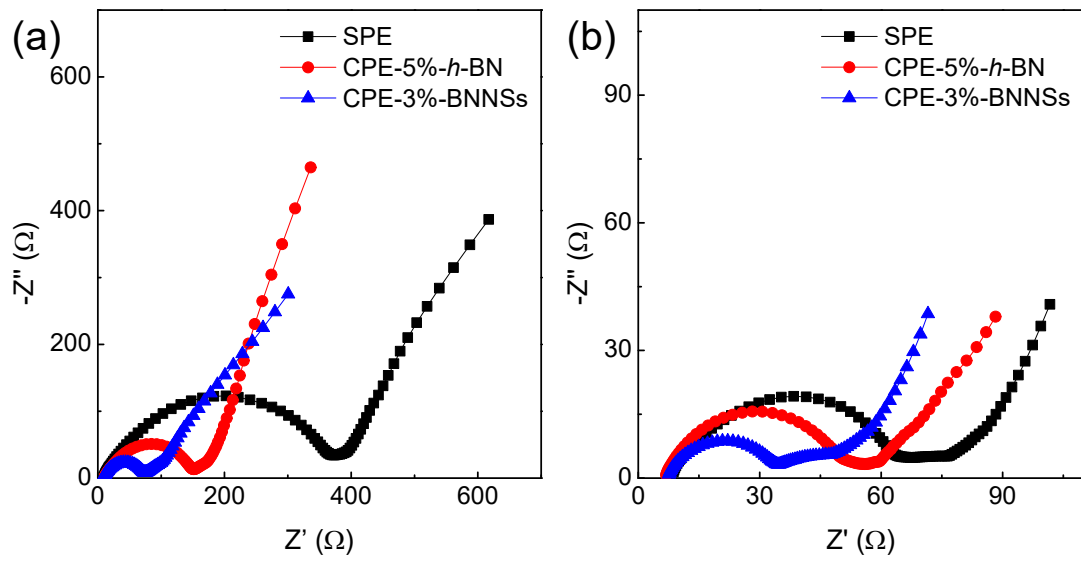 (a)
SPE
CPE-5%-h-BN
CPE-3%-BNNSs
600
400
200
0
-Z'' (Ω)
0 200 400 600
Z’ (Ω)
(b)
SPE
CPE-5%-h-BN
CPE-3%-BNNSs
90
60
30
0
-Z'' (Ω)
0 30 60 90
Z' (Ω)